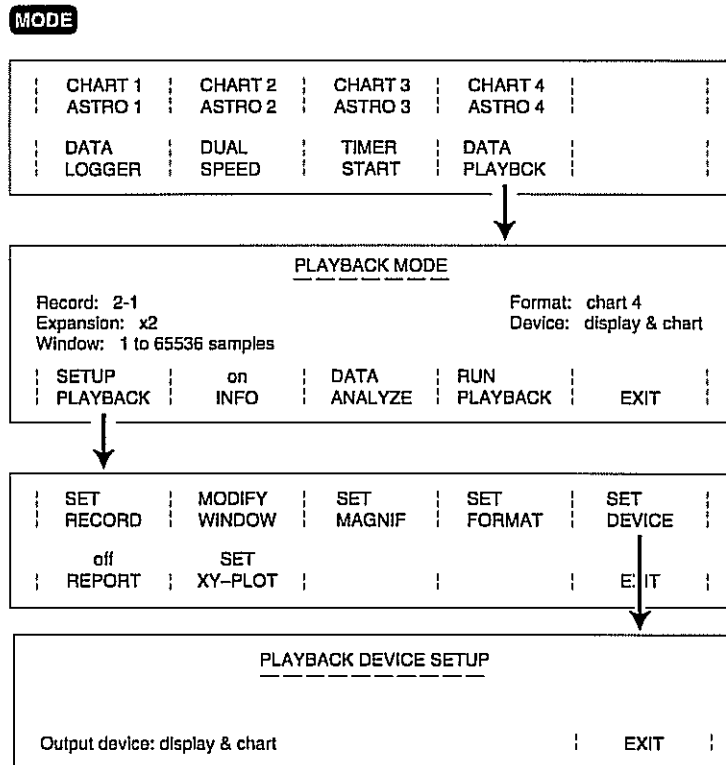 MODE
CHART 1 CHART 2 CHART 3 CHART 4
ASTRO 1 ASTRO 2 ASTRO 3 ASTRO 4
DATA DUAL TIMER DATA
LOGGER SPEED START PLAYBCK
PLAYBACK MODE
Record: 2-1 Format: chart 4
Expansion: x2 Device: display & chart
Window: 1 to 65536 samples
SETUP on DATA RUN
PLAYBACK INFO ANALYZE PLAYBACK EXIT
SET MODIFY SET SET SET
RECORD WINDOW MAGNIF FORMAT DEVICE
off SET
REPORT XY-PLOT EXIT
PLAYBACK DEVICE SETUP
Output device: display & chart EXIT